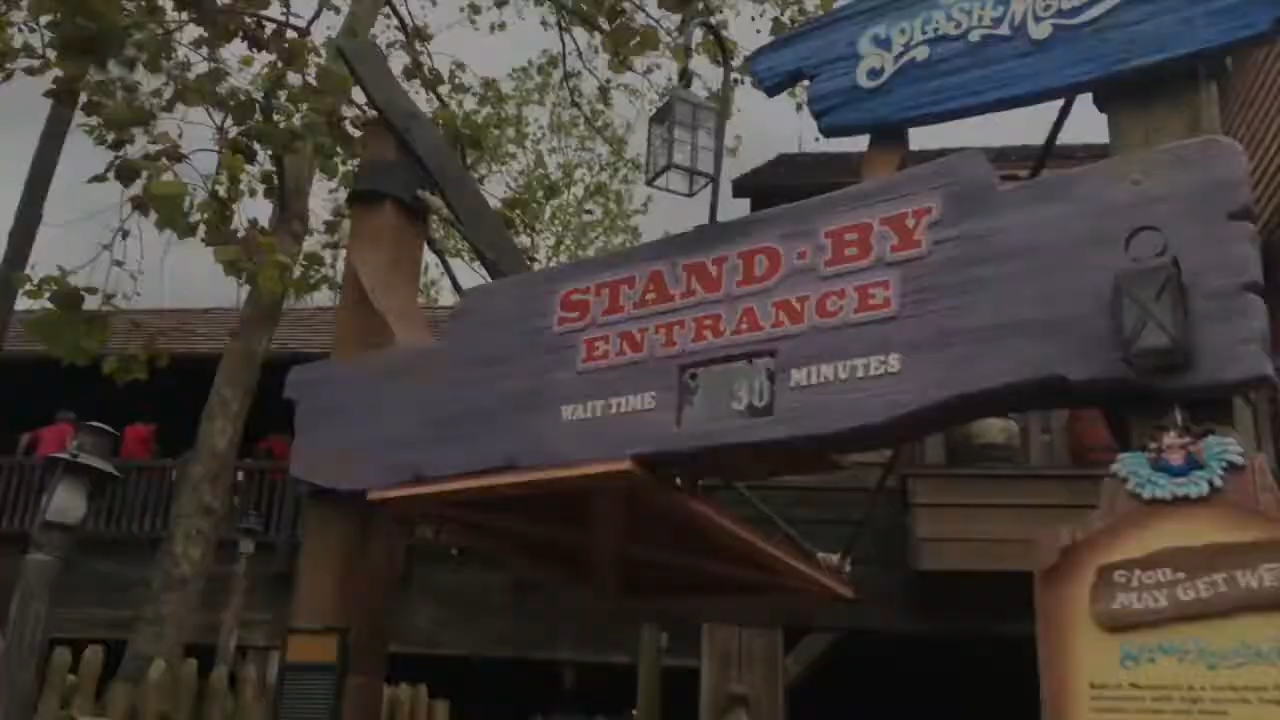 SPLASH MOU
STAND·BY
ENTRANCE
WAIT TIME 30 MINUTES
You
MAY GET WE